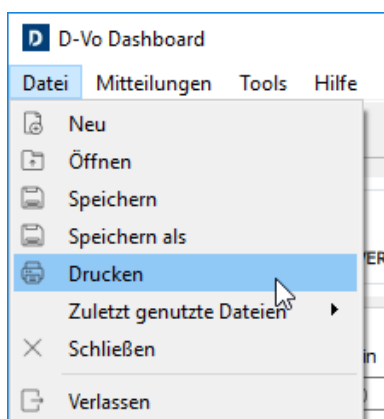 D D-Vo Dashboard
Datei Mitteilungen Tools Hilfe
Neu
Öffnen
Speichern
Speichern als
Drucken
Zuletzt genutzte Dateien
Schließen
Verlassen